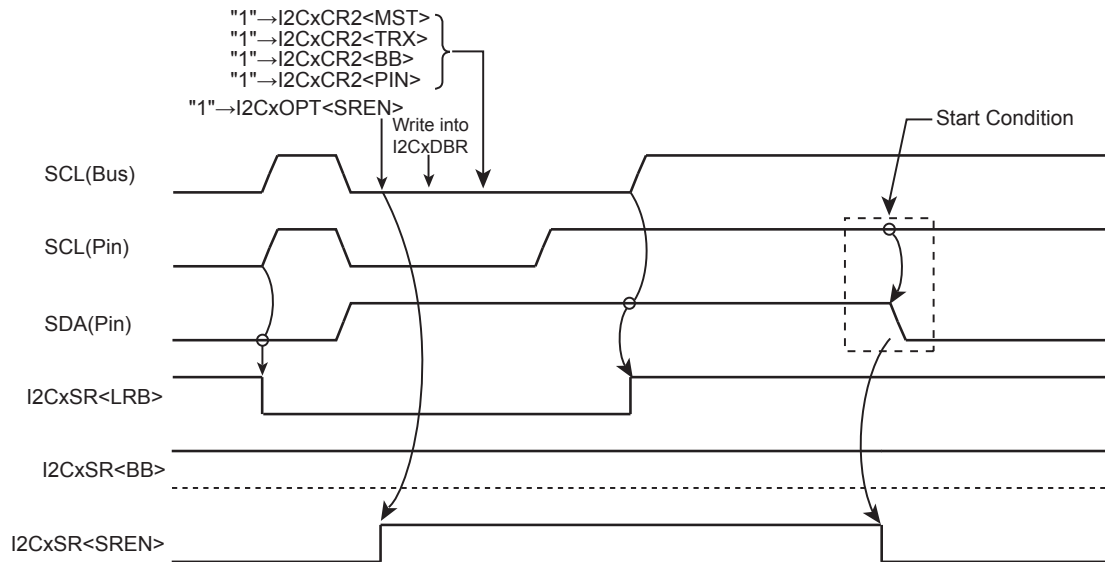 "1"→I2CxCR2<MST>
"1"→I2CxCR2<TRX>
"1"→I2CxCR2<BB>
"1"→I2CxCR2<PIN>
"1"→I2CxOPT<SREN>
Write into
I2CxDBR
Start Condition
SCL(Bus)
SCL(Pin)
SDA(Pin)
I2CxSR<LRB>
I2CxSR<BB>
I2CxSR<SREN>